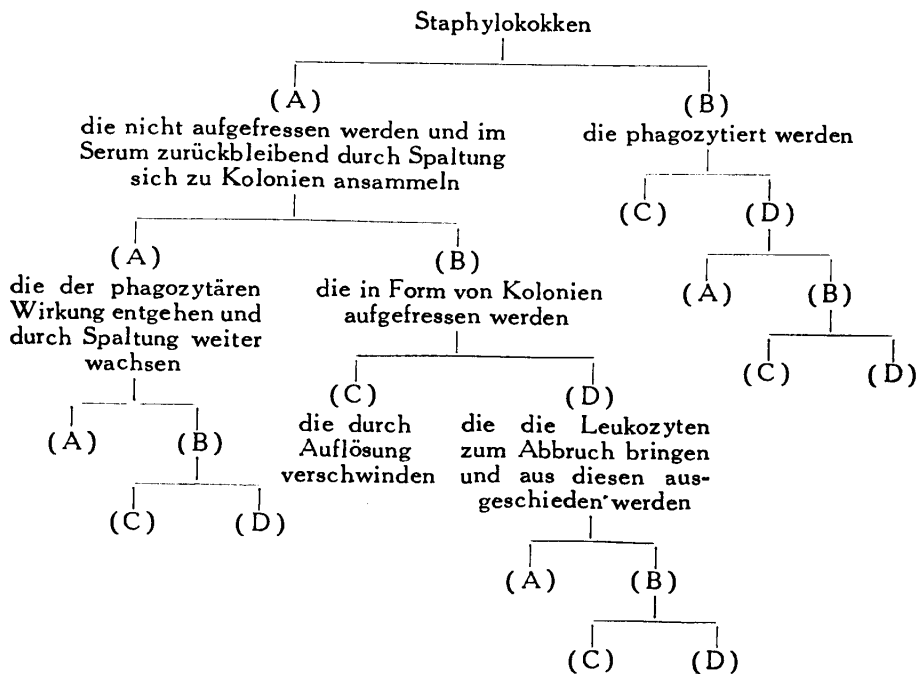 Staphylokokken
(A)
die nicht aufgefressen werden und im
Serum zurückbleibend durch Spaltung
sich zu Kolonien ansammeln
(B)
die phagozytiert werden
(C) (D)
(A) (B)
(C) (D)
(A)
die der phagozytären
Wirkung entgehen und
durch Spaltung weiter
wachsen
(A) (B)
(C) (D)
(B)
die in Form von Kolonien
aufgefressen werden
(C)
die durch
Auflösung
verschwinden
(D)
die die Leukozyten
zum Abbruch bringen
und aus diesen aus-
geschieden werden
(A) (B)
(C) (D)